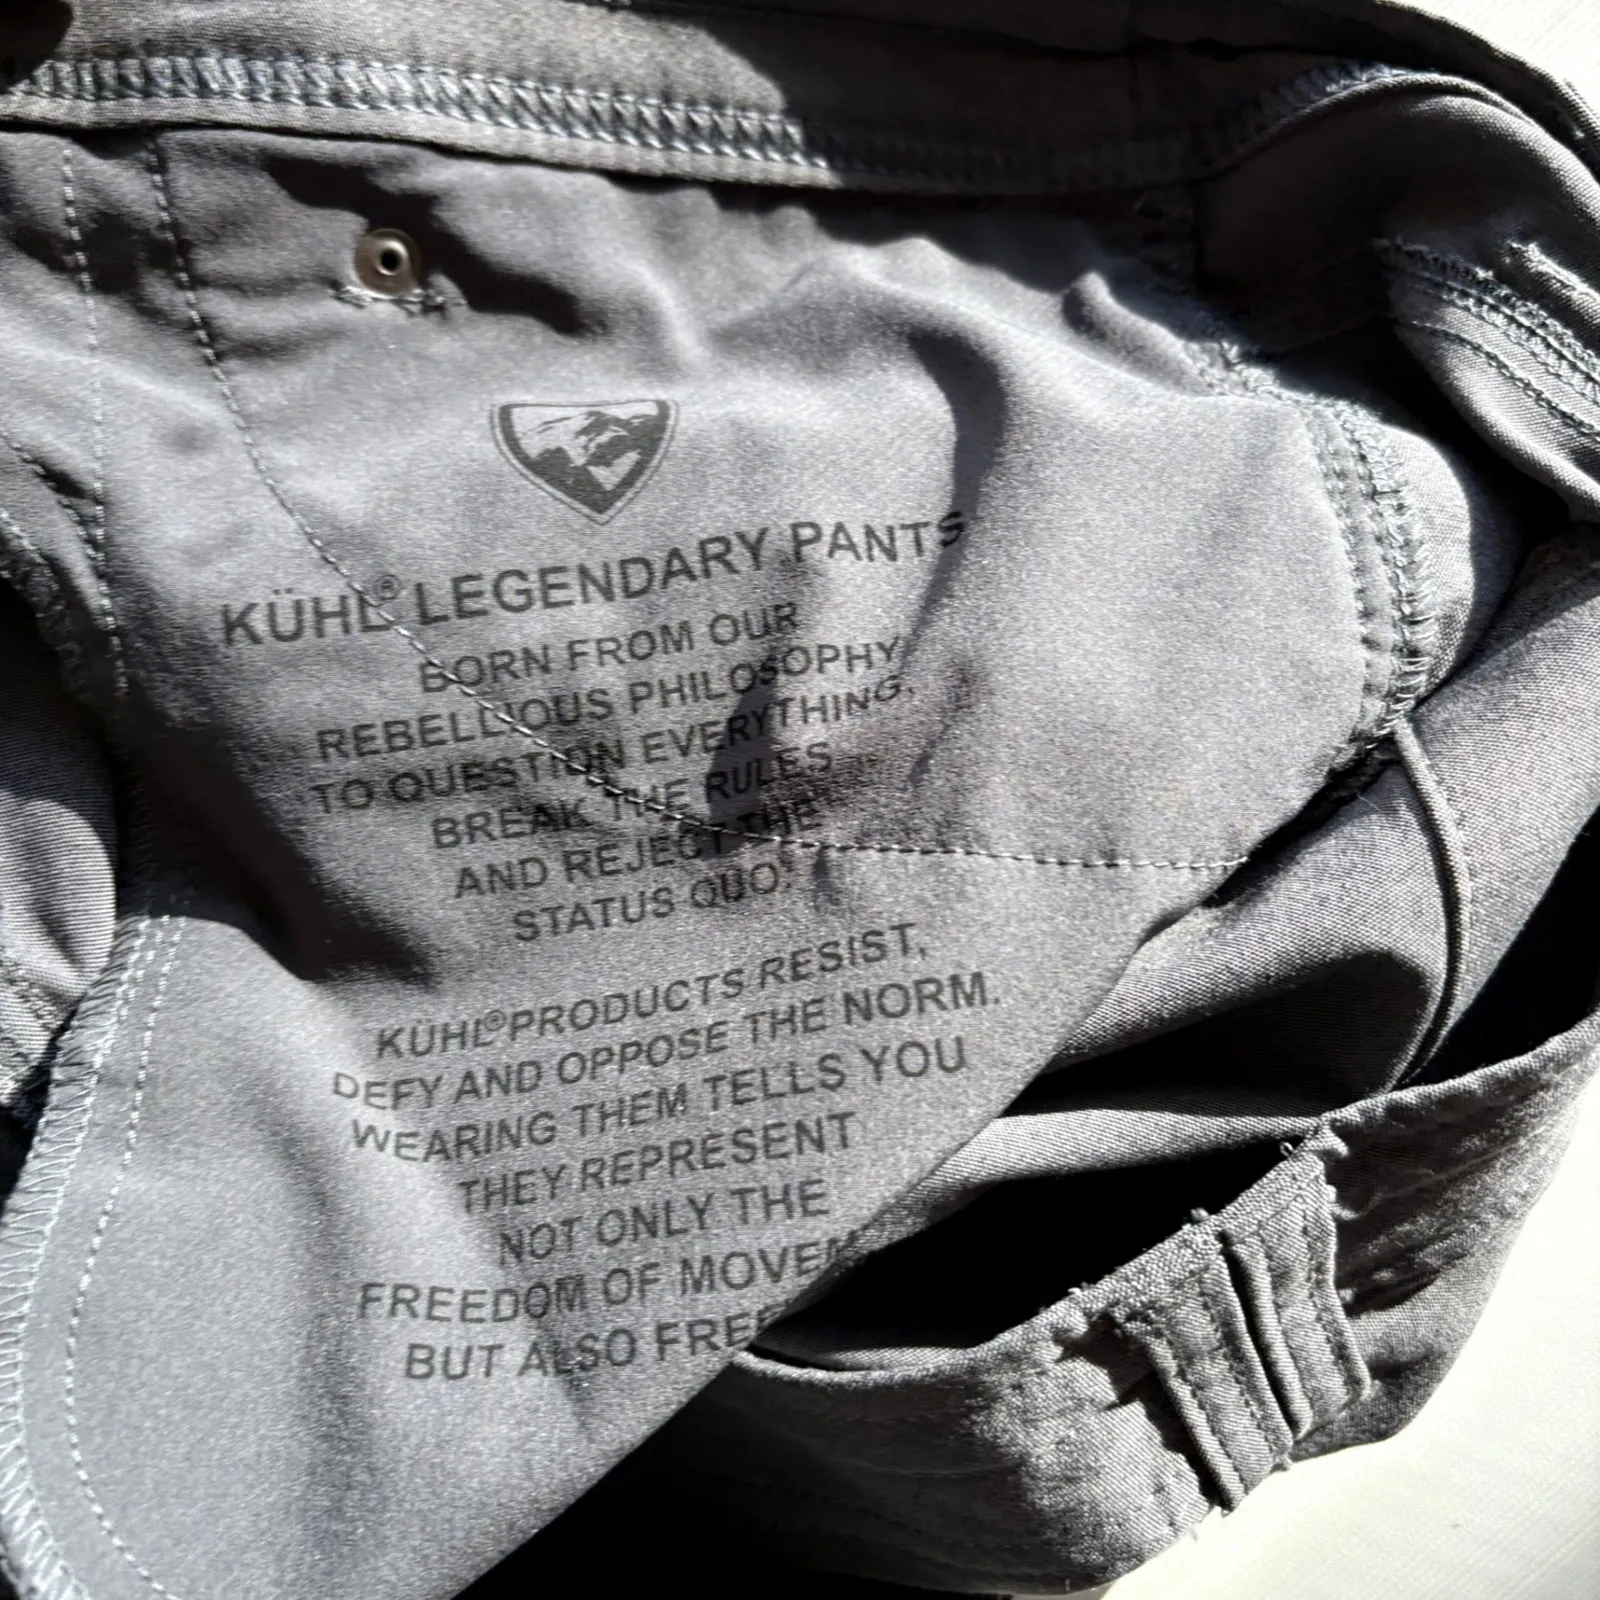 KÜHL® LEGENDARY PANTS
BORN FROM OUR
REBELLIOUS PHILOSOPHY
TO QUESTION EVERYTHING,
BREAK THE RULES
AND REJECT THE
STATUS QUO.
KÜHL® PRODUCTS RESIST,
DEFY AND OPPOSE THE NORM.
WEARING THEM TELLS YOU
THEY REPRESENT
NOT ONLY THE
FREEDOM OF MOVEM
BUT ALSO FREE